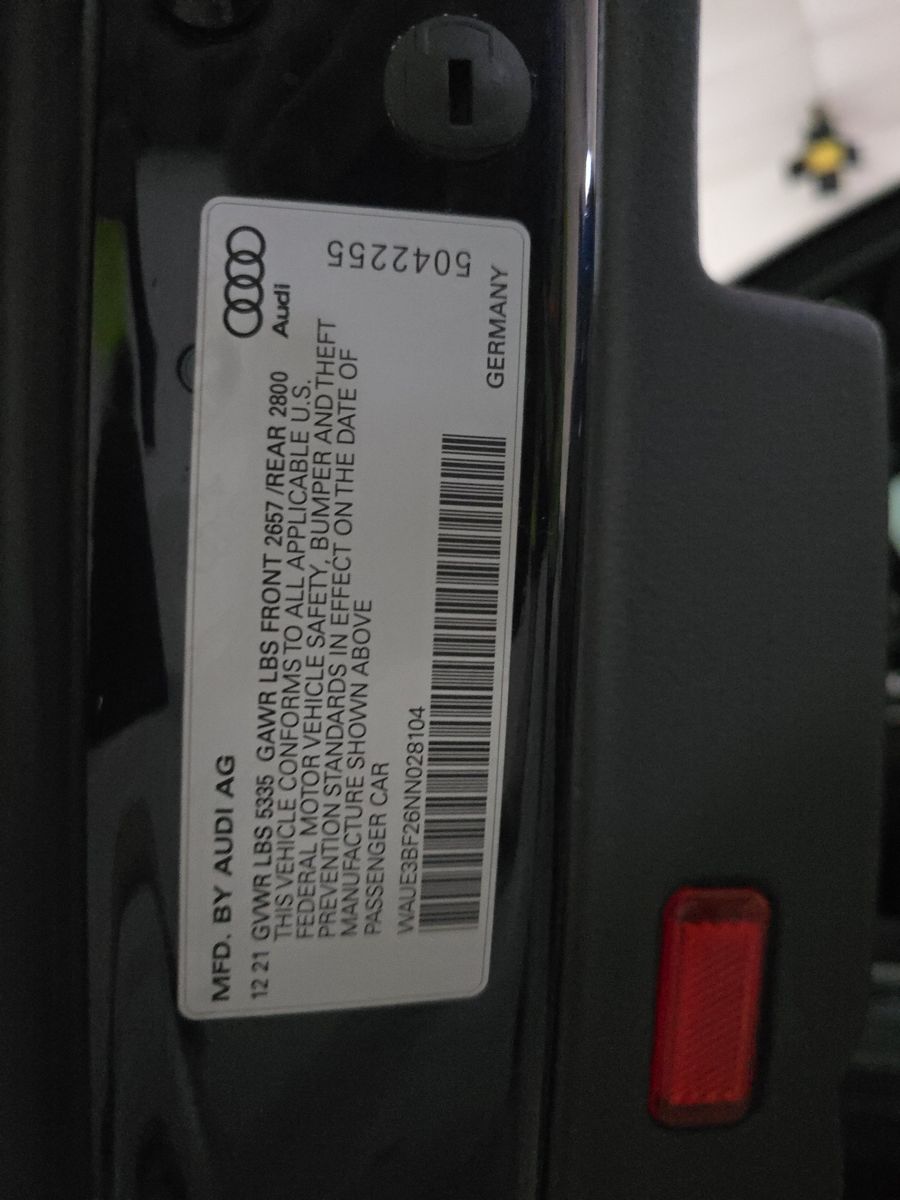 MFD. BY AUDI AG
Audi
12 21 GVWR LBS 5335 GAWR LBS FRONT 2657 /REAR 2800
THIS VEHICLE CONFORMS TO ALL APPLICABLE U.S.
FEDERAL MOTOR VEHICLE SAFETY, BUMPER AND THEFT
PREVENTION STANDARDS IN EFFECT ON THE DATE OF
MANUFACTURE SHOWN ABOVE
PASSENGER CAR
5042255
WAUE3BF26NN028104
GERMANY